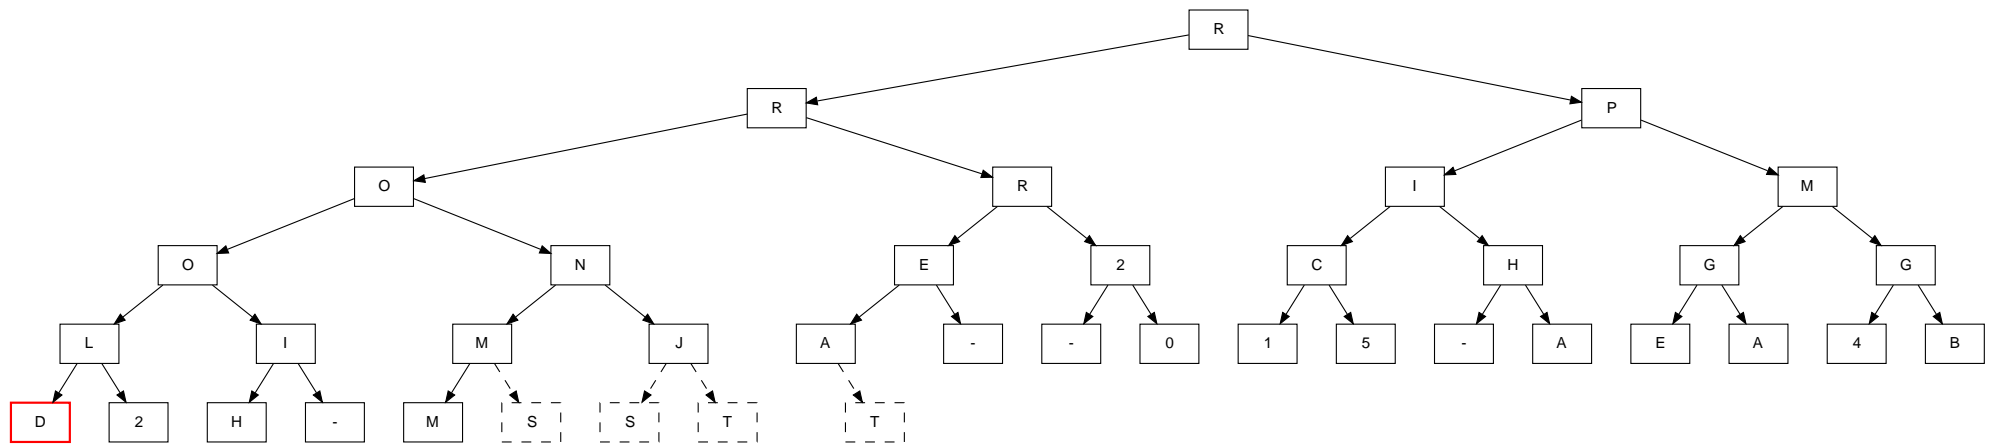 R
R P
O R I M
O N E 2 C H G G
L I M J A - - 0 1 5 - A E A 4 B
D 2 H - M S S T T